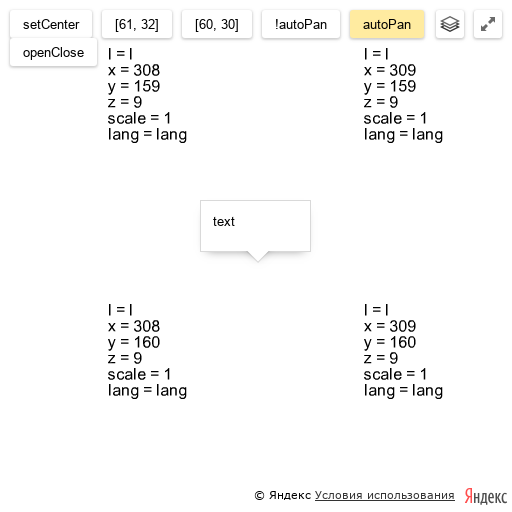 setCenter [61, 32] [60, 30] !autoPan autoPan
openClose
l = l
x = 308
y = 159
z = 9
scale = 1
lang = lang
l = l
x = 309
y = 159
z = 9
scale = 1
lang = lang
text
l = l
x = 308
y = 160
z = 9
scale = 1
lang = lang
l = l
x = 309
y = 160
z = 9
scale = 1
lang = lang
© Яндекс Условия использования Яндекс